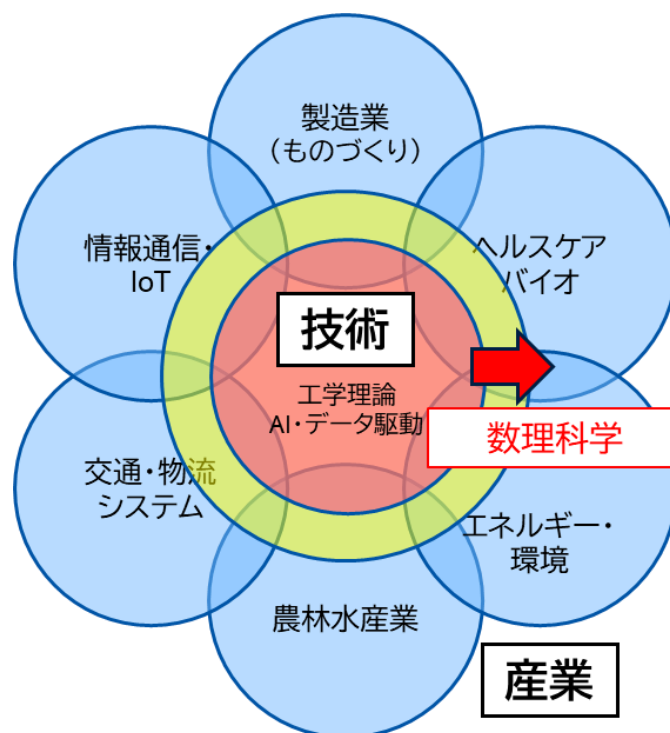 製造業
（ものづくり）
情報通信・
IoT
ヘルスケア
バイオ
技術
工学理論
AI・データ駆動
数理科学
交通・物流
システム
エネルギー・
環境
農林水産業
産業